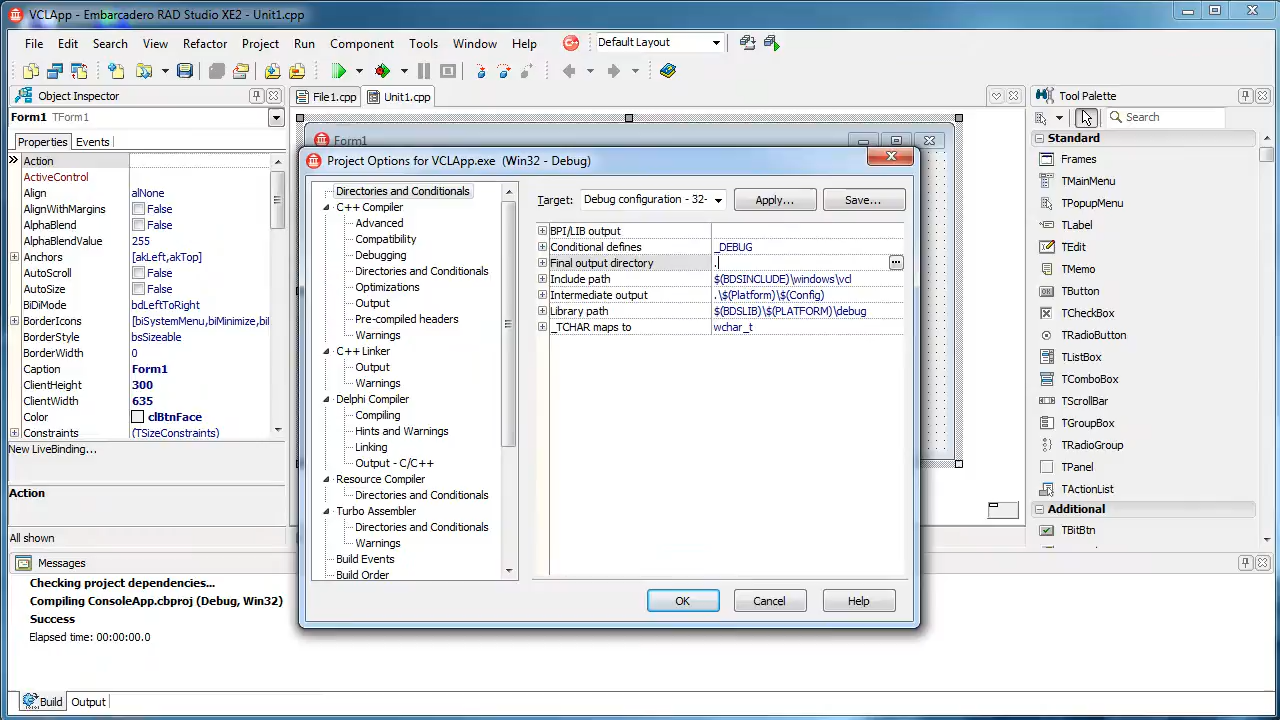 VCLApp - Embarcadero RAD Studio XE2 - Unit1.cpp
File Edit Search View Refactor Project Run Component Tools Window Help Default Layout
Object Inspector
File1.cpp Unit1.cpp
Tool Palette
Form1 TForm1
Search
Properties Events
Form1
Action
ActiveControl
Align alNone
AlignWithMargins False
AlphaBlend False
AlphaBlendValue 255
Anchors [akLeft,akTop]
AutoScroll False
AutoSize False
BiDiMode bdLeftToRight
BorderIcons [biSystemMenu,biMinimize,bil
BorderStyle bsSizeable
BorderWidth 0
Caption Form1
ClientHeight 300
ClientWidth 635
Color clBtnFace
Constraints (TSizeConstraints)
New LiveBinding...
Action
All shown
Project Options for VCLApp.exe (Win32 - Debug)
Directories and Conditionals
C++ Compiler
Advanced
Compatibility
Debugging
Directories and Conditionals
Optimizations
Output
Pre-compiled headers
Warnings
C++ Linker
Output
Warnings
Delphi Compiler
Compiling
Hints and Warnings
Linking
Output - C/C++
Resource Compiler
Directories and Conditionals
Turbo Assembler
Directories and Conditionals
Warnings
Build Events
Build Order
Target: Debug configuration - 32- Apply... Save...
BPI/LIB output
Conditional defines _DEBUG
Final output directory .
Include path $(BDSINCLUDE)\windows\vcl
Intermediate output .\$(Platform)\$(Config)
Library path $(BDSLIB)\$(PLATFORM)\debug
_TCHAR maps to wchar_t
OK Cancel Help
Standard
Frames
TMainMenu
TPopupMenu
TLabel
TEdit
TMemo
TButton
TCheckBox
TRadioButton
TListBox
TComboBox
TScrollBar
TGroupBox
TRadioGroup
TPanel
TActionList
Additional
TBitBtn
Messages
Checking project dependencies...
Compiling ConsoleApp.cbproj (Debug, Win32)
Success
Elapsed time: 00:00:00.0
Build Output